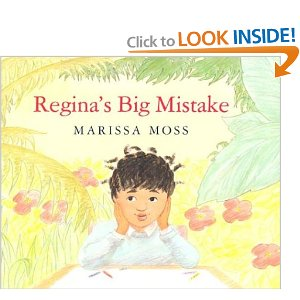 Click to LOOK INSIDE!
Regina's Big Mistake
MARISSA MOSS